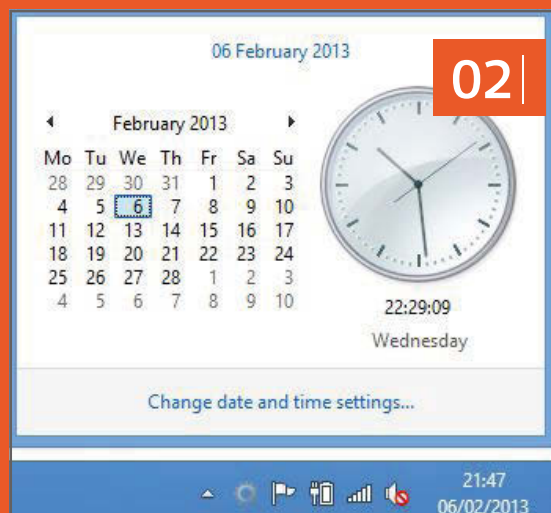 06 February 2013
02
February 2013
Mo Tu We Th Fr Sa Su
28 29 30 31 1 2 3
4 5 6 7 8 9 10
11 12 13 14 15 16 17
18 19 20 21 22 23 24
25 26 27 28 1 2 3
4 5 6 7 8 9 10
22:29:09
Wednesday
Change date and time settings...
21:47
06/02/2013